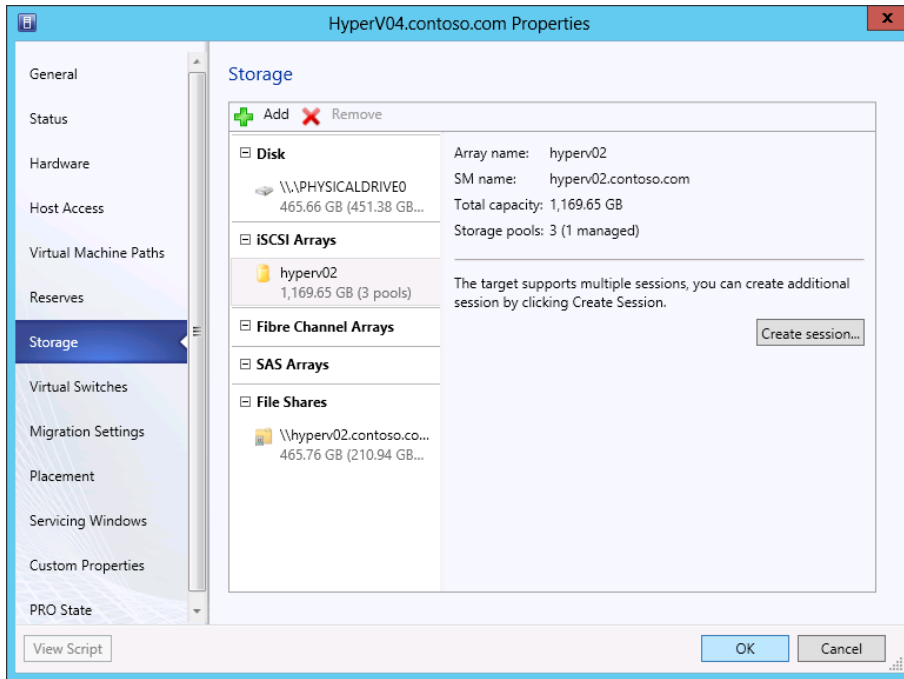 HyperV04.contoso.com Properties
x
General
Status
Hardware
Host Access
Virtual Machine Paths
Reserves
Storage
Virtual Switches
Migration Settings
Placement
Servicing Windows
Custom Properties
PRO State
Storage
Add Remove
Disk
\\.\PHYSICALDRIVE0
465.66 GB (451.38 GB...
iSCSI Arrays
hyperv02
1,169.65 GB (3 pools)
Fibre Channel Arrays
SAS Arrays
File Shares
\\hyperv02.contoso.co...
465.76 GB (210.94 GB...
Array name: hyperv02
SM name: hyperv02.contoso.com
Total capacity: 1,169.65 GB
Storage pools: 3 (1 managed)
The target supports multiple sessions, you can create additional
session by clicking Create Session.
Create session...
View Script
OK
Cancel